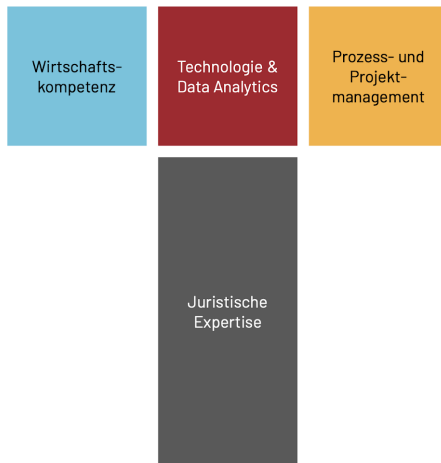 Wirtschafts-
kompetenz
Technologie &
Data Analytics
Prozess- und
Projekt-
management
Juristische
Expertise